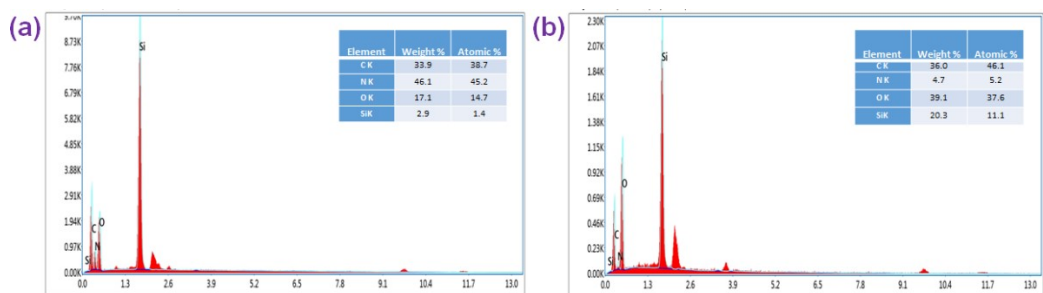 (a)
9.70K
8.73K
7.76K
6.79K
5.82K
4.85K
3.88K
2.91K
1.94K
0.97K
0.00K
Si
C
N
O
Si
0.0 1.3 2.6 3.9 5.2 6.5 7.8 9.1 10.4 11.7 13.0
Element Weight % Atomic %
C K 33.9 38.7
N K 46.1 45.2
O K 17.1 14.7
SiK 2.9 1.4
(b)
2.30K
2.07K
1.84K
1.61K
1.38K
1.15K
0.92K
0.69K
0.46K
0.23K
0.00K
Si
C
N
O
Si
0.0 1.3 2.6 3.9 5.2 6.5 7.8 9.1 10.4 11.7 13.0
Element Weight % Atomic %
C K 36.0 46.1
N K 4.7 5.2
O K 39.1 37.6
SiK 20.3 11.1